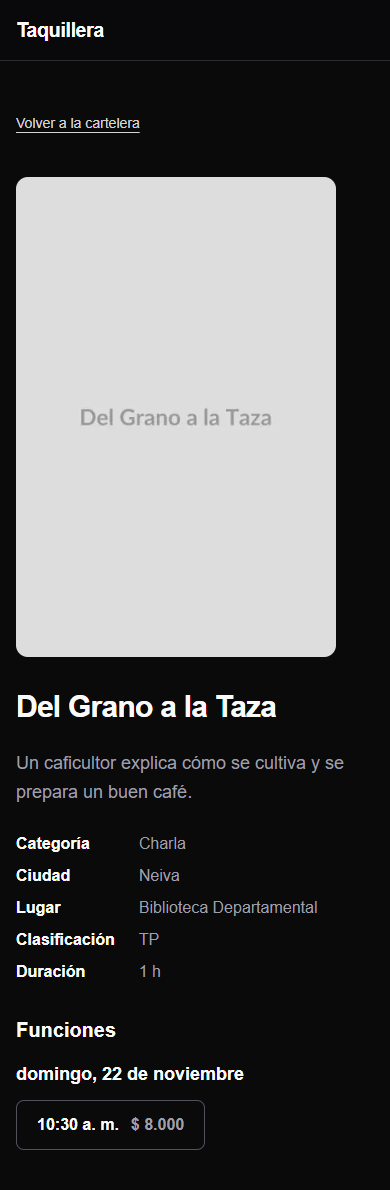 Taquillera
Volver a la cartelera
Del Grano a la Taza
Del Grano a la Taza
Un caficultor explica cómo se cultiva y se
prepara un buen café.
Categoría Charla
Ciudad Neiva
Lugar Biblioteca Departamental
Clasificación TP
Duración 1 h
Funciones
domingo, 22 de noviembre
10:30 a. m. $ 8.000